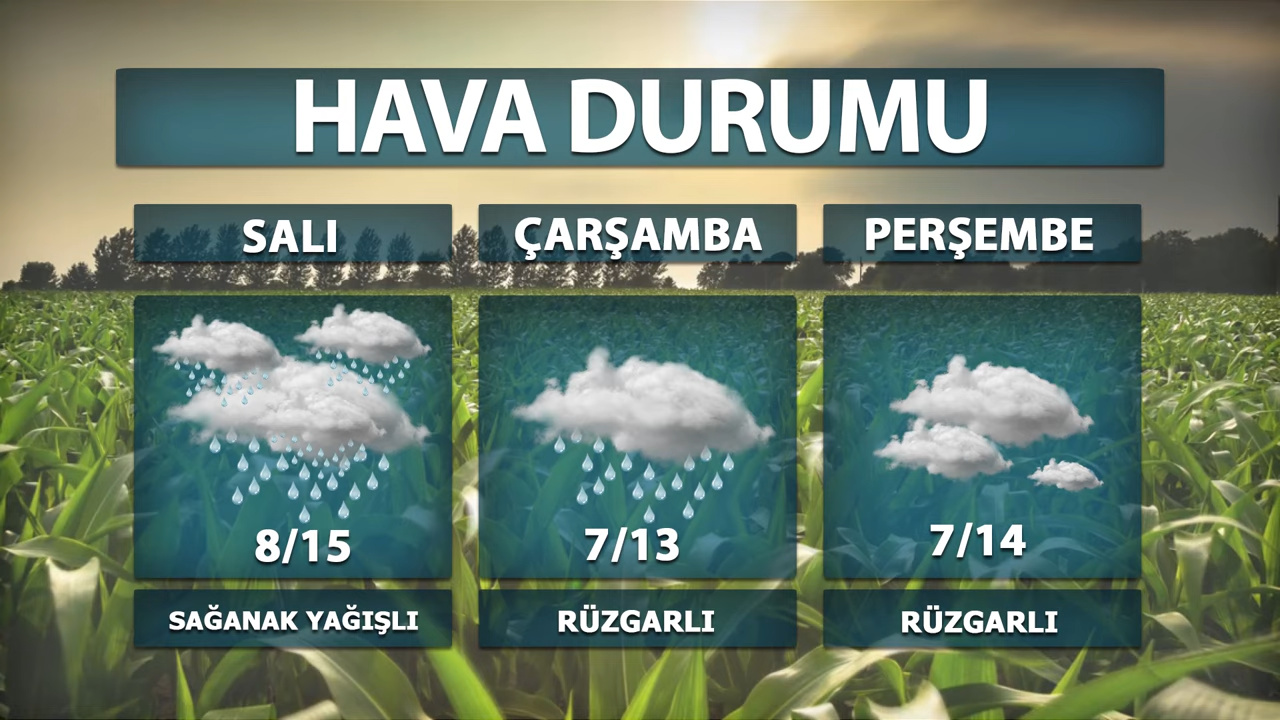 HAVA DURUMU
SALI
ÇARŞAMBA
PERŞEMBE
8/15
7/13
7/14
SAĞANAK YAĞIŞLI
RÜZGARLI
RÜZGARLI